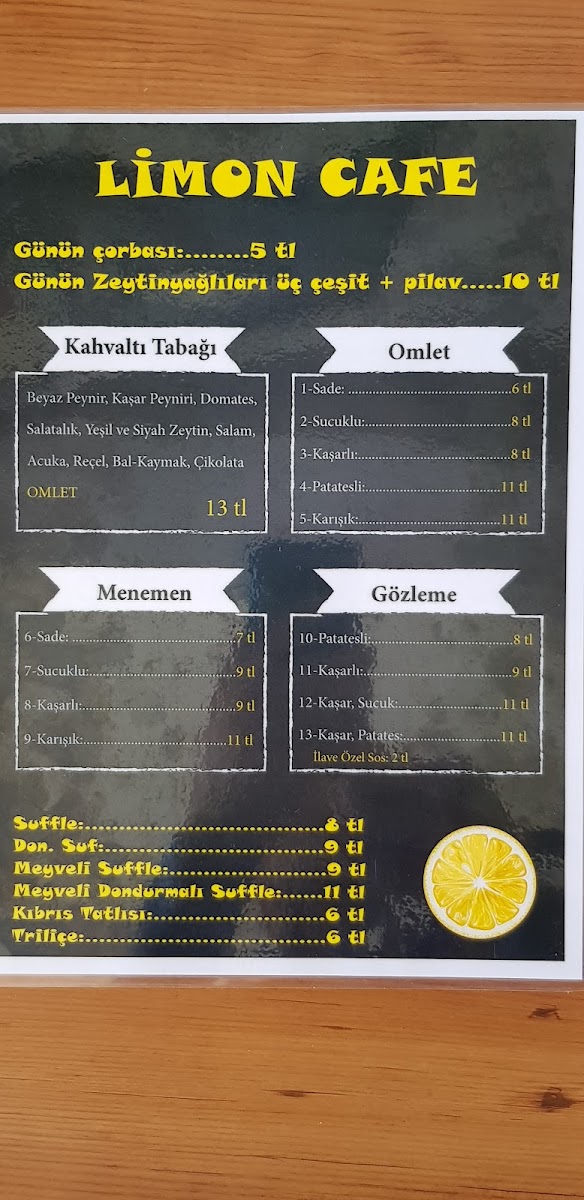 LİMON CAFE
Günün çorbası:........5 tl
Günün Zeytinyağlıları üç çeşit + pilav.....10 tl
Kahvaltı Tabağı
Beyaz Peynir, Kaşar Peyniri, Domates,
Salatalık, Yeşil ve Siyah Zeytin, Salam,
Acuka, Reçel, Bal-Kaymak, Çikolata
OMLET
13 tl
Omlet
1-Sade: ..............................................6 tl
2-Sucuklu:.........................................8 tl
3-Kaşarlı:...........................................8 tl
4-Patatesli:......................................11 tl
5-Karışık:........................................11 tl
Menemen
6-Sade: ..............................................7 tl
7-Sucuklu:.........................................9 tl
8-Kaşarlı:...........................................9 tl
9-Karışık:........................................11 tl
Gözleme
10-Patatesli:........................................8 tl
11-Kaşarlı:..........................................9 tl
12-Kaşar, Sucuk:.............................11 tl
13-Kaşar, Patates:...........................11 tl
İlave Özel Sos: 2 tl
Suffle:................................8 tl
Don. Suf:.............................9 tl
Meyveli Suffle:.....................9 tl
Meyveli Dondurmalı Suffle:......11 tl
Kıbrıs Tatlısı:.......................6 tl
Triliçe:................................6 tl